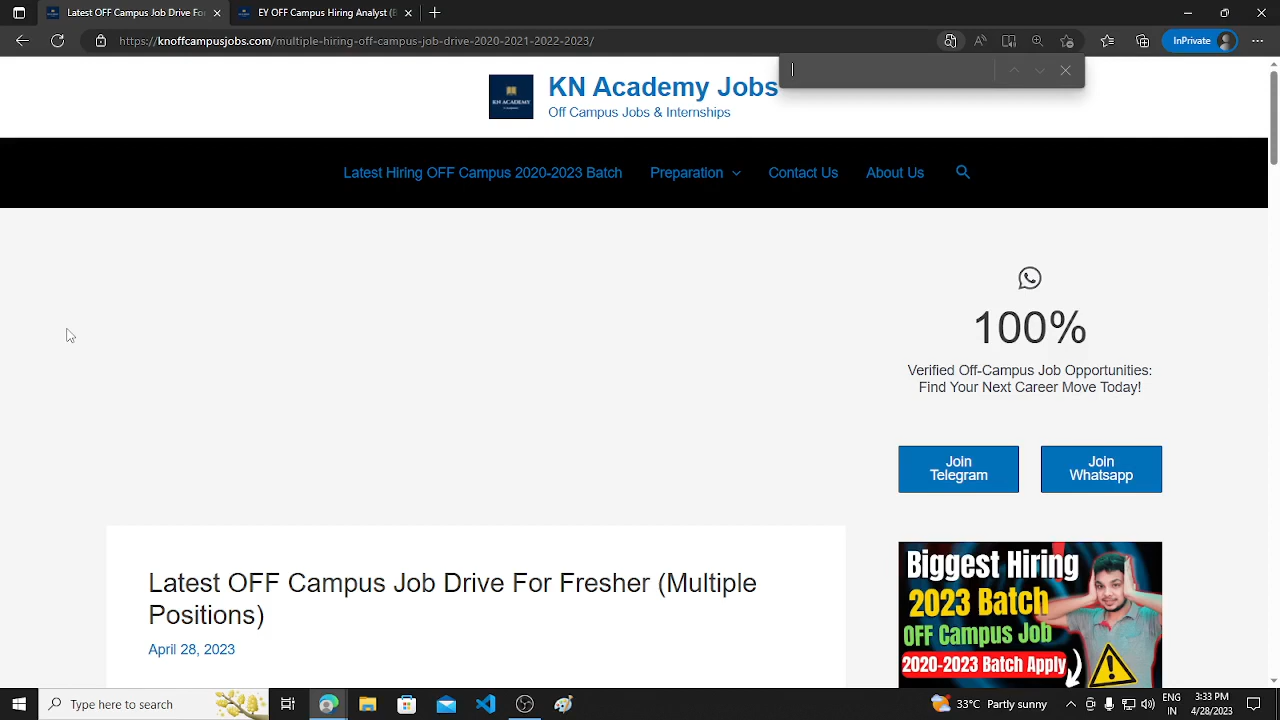 Latest OFF Campus Job Drive For
EY OFF Campus Hiring Analyst (B
https://knoffcampusjobs.com/multiple-hiring-off-campus-job-drive-2020-2021-2022-2023/
InPrivate
KN ACADEMY
KN Academy Jobs
Off Campus Jobs & Internships
Latest Hiring OFF Campus 2020-2023 Batch
Preparation
Contact Us
About Us
100%
Verified Off-Campus Job Opportunities:
Find Your Next Career Move Today!
Join
Telegram
Join
Whatsapp
Latest OFF Campus Job Drive For Fresher (Multiple
Positions)
April 28, 2023
Biggest Hiring
2023 Batch
OFF Campus Job
2020-2023 Batch Apply
Type here to search
33°C Partly sunny
ENG
IN
3:33 PM
4/28/2023